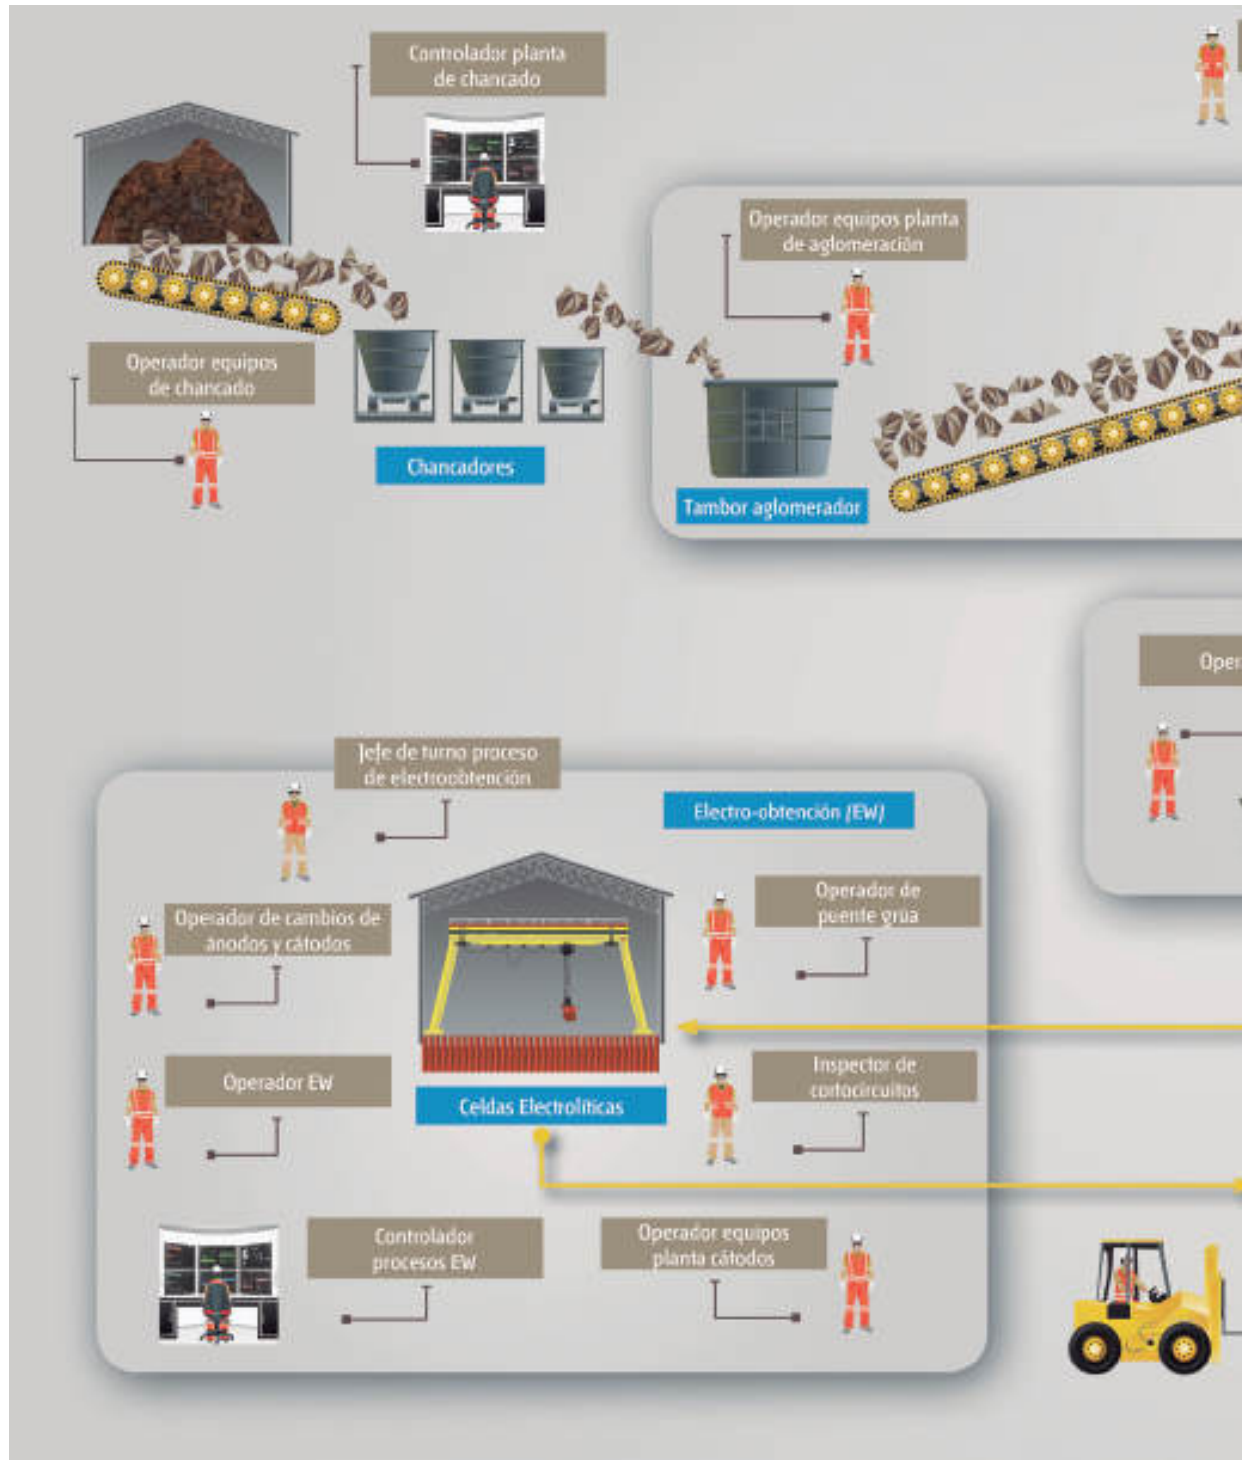 Controlador planta
de chancado
Operador equipos planta
de aglomeración
Operador equipos
de chancado
Chancadores
Tambor aglomerador
Oper
Jefe de turno proceso
de electroobtención
Electro-obtención (EW)
Operador de cambios de
ánodos y cátodos
Operador de
puente grúa
Operador EW
Inspector de
cortocircuitos
Celdas Electrolíticas
Controlador
procesos EW
Operador equipos
planta cátodos